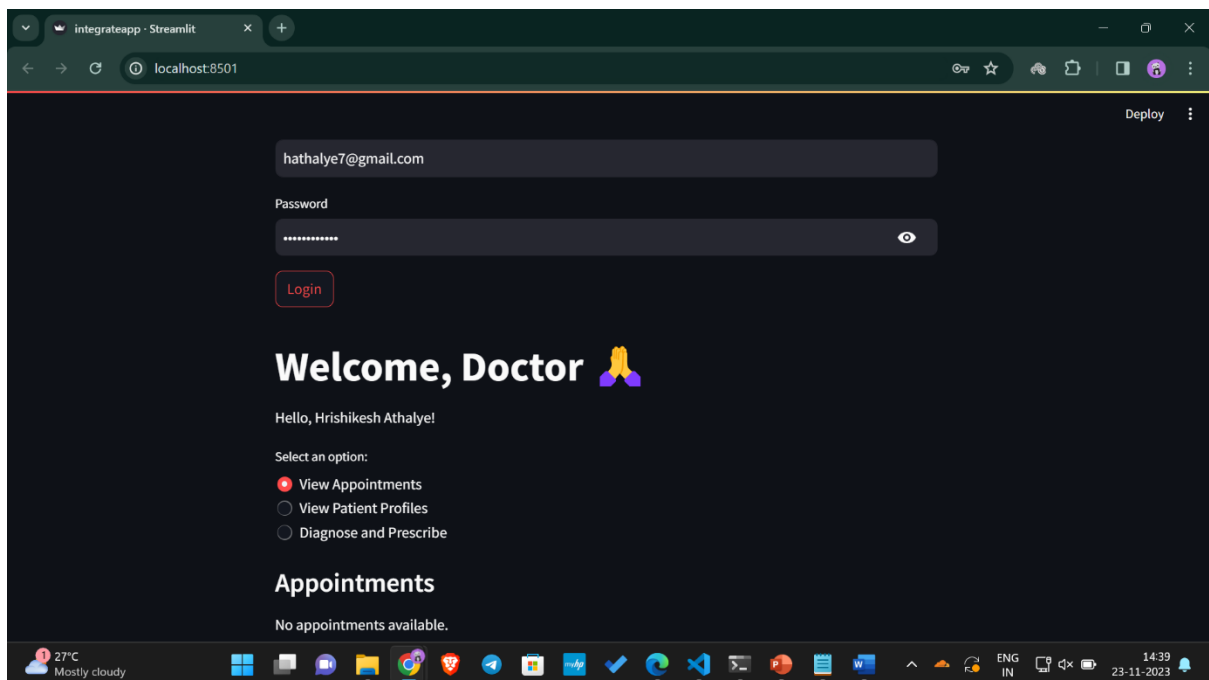 integrateapp · Streamlit
localhost:8501
Deploy
hathalye7@gmail.com
Password
••••••••••••
Login
Welcome, Doctor 🙏
Hello, Hrishikesh Athalye!
Select an option:
View Appointments
View Patient Profiles
Diagnose and Prescribe
Appointments
No appointments available.
1
27°C
Mostly cloudy
myhp
ENG
IN
14:39
23-11-2023